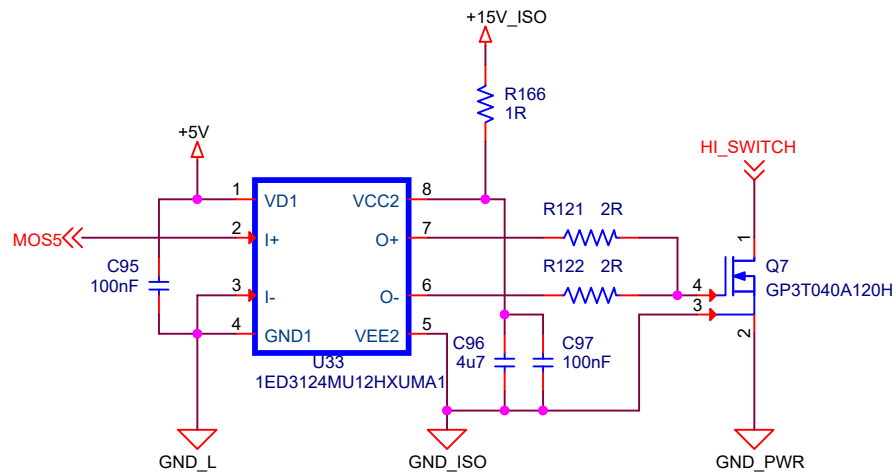 +15V_ISO
R166
1R
+5V
HI_SWITCH
1
VD1
VCC2
8
R121 2R
1
MOS5
2
I+
O+
7
Q7
C95
100nF
R122 2R
GP3T040A120H
3
I-
O-
6
4
3
4
GND1
VEE2
5
2
U33
1ED3124MU12HXUMA1
C96
4u7
C97
100nF
GND_L
GND_ISO
GND_PWR